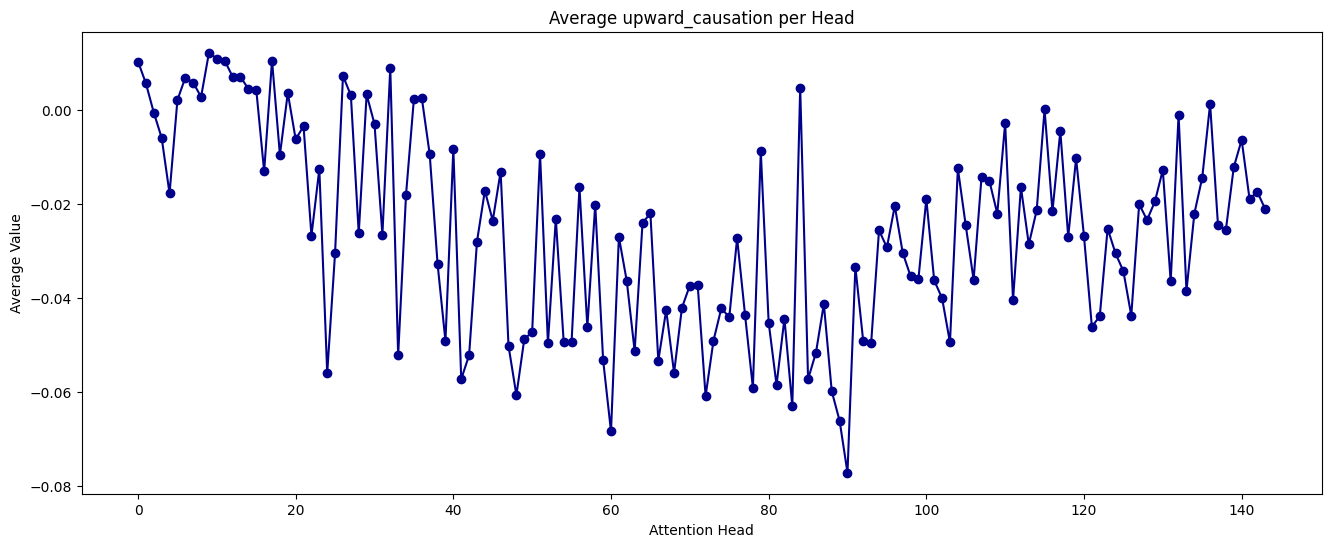 Average upward_causation per Head
Average Value
0.00
−0.02
−0.04
−0.06
−0.08
0 20 40 60 80 100 120 140
Attention Head